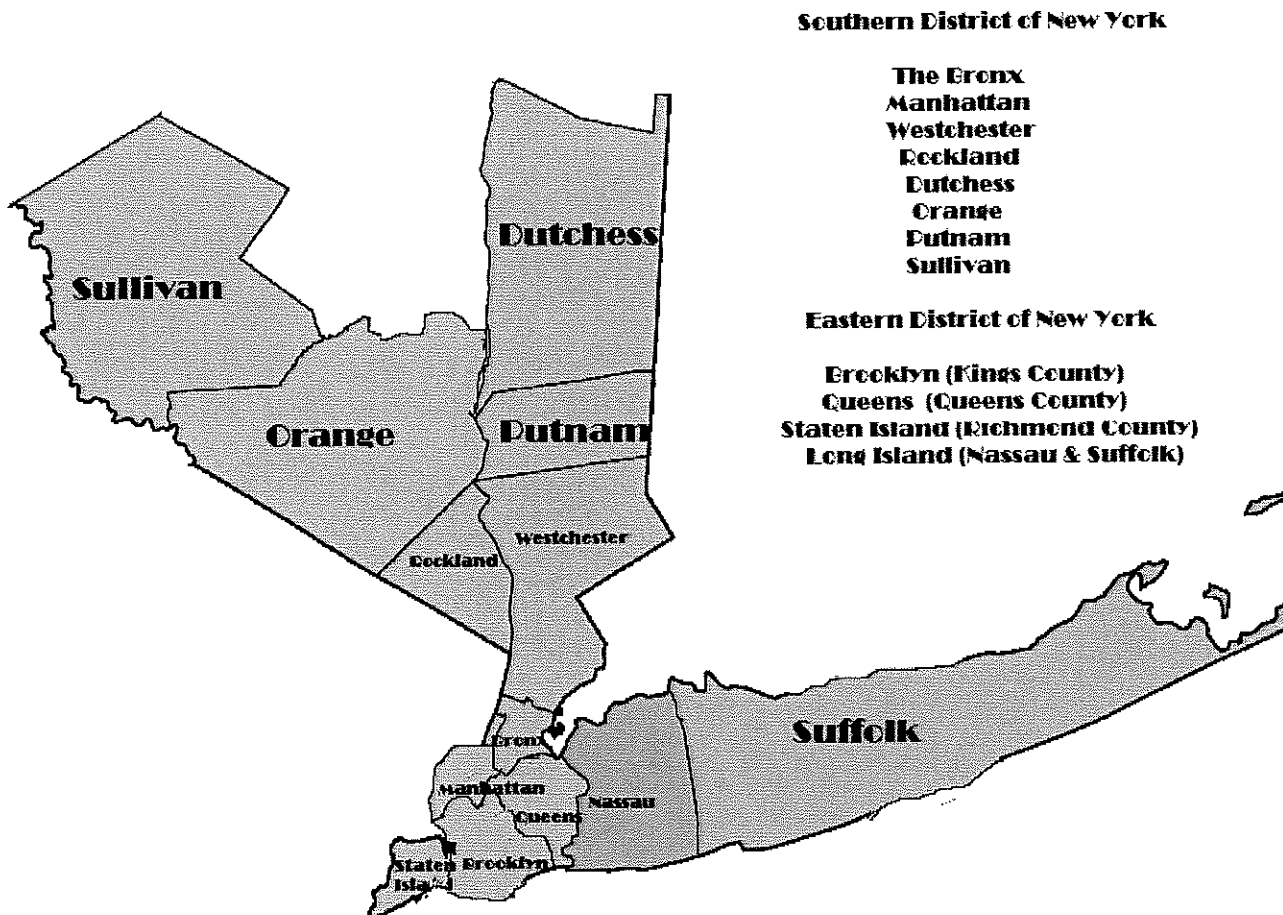 Southern District of New York
The Bronx
Manhattan
Westchester
Rockland
Dutchess
Orange
Putnam
Sullivan
Eastern District of New York
Brooklyn (Kings County)
Queens (Queens County)
Staten Island (Richmond County)
Long Island (Nassau & Suffolk)
Dutchess
Sullivan
Orange
Putnam
Westchester
Rockland
Suffolk
Bronx
Manhattan
Nassau
Queens
Staten
Island
Brooklyn